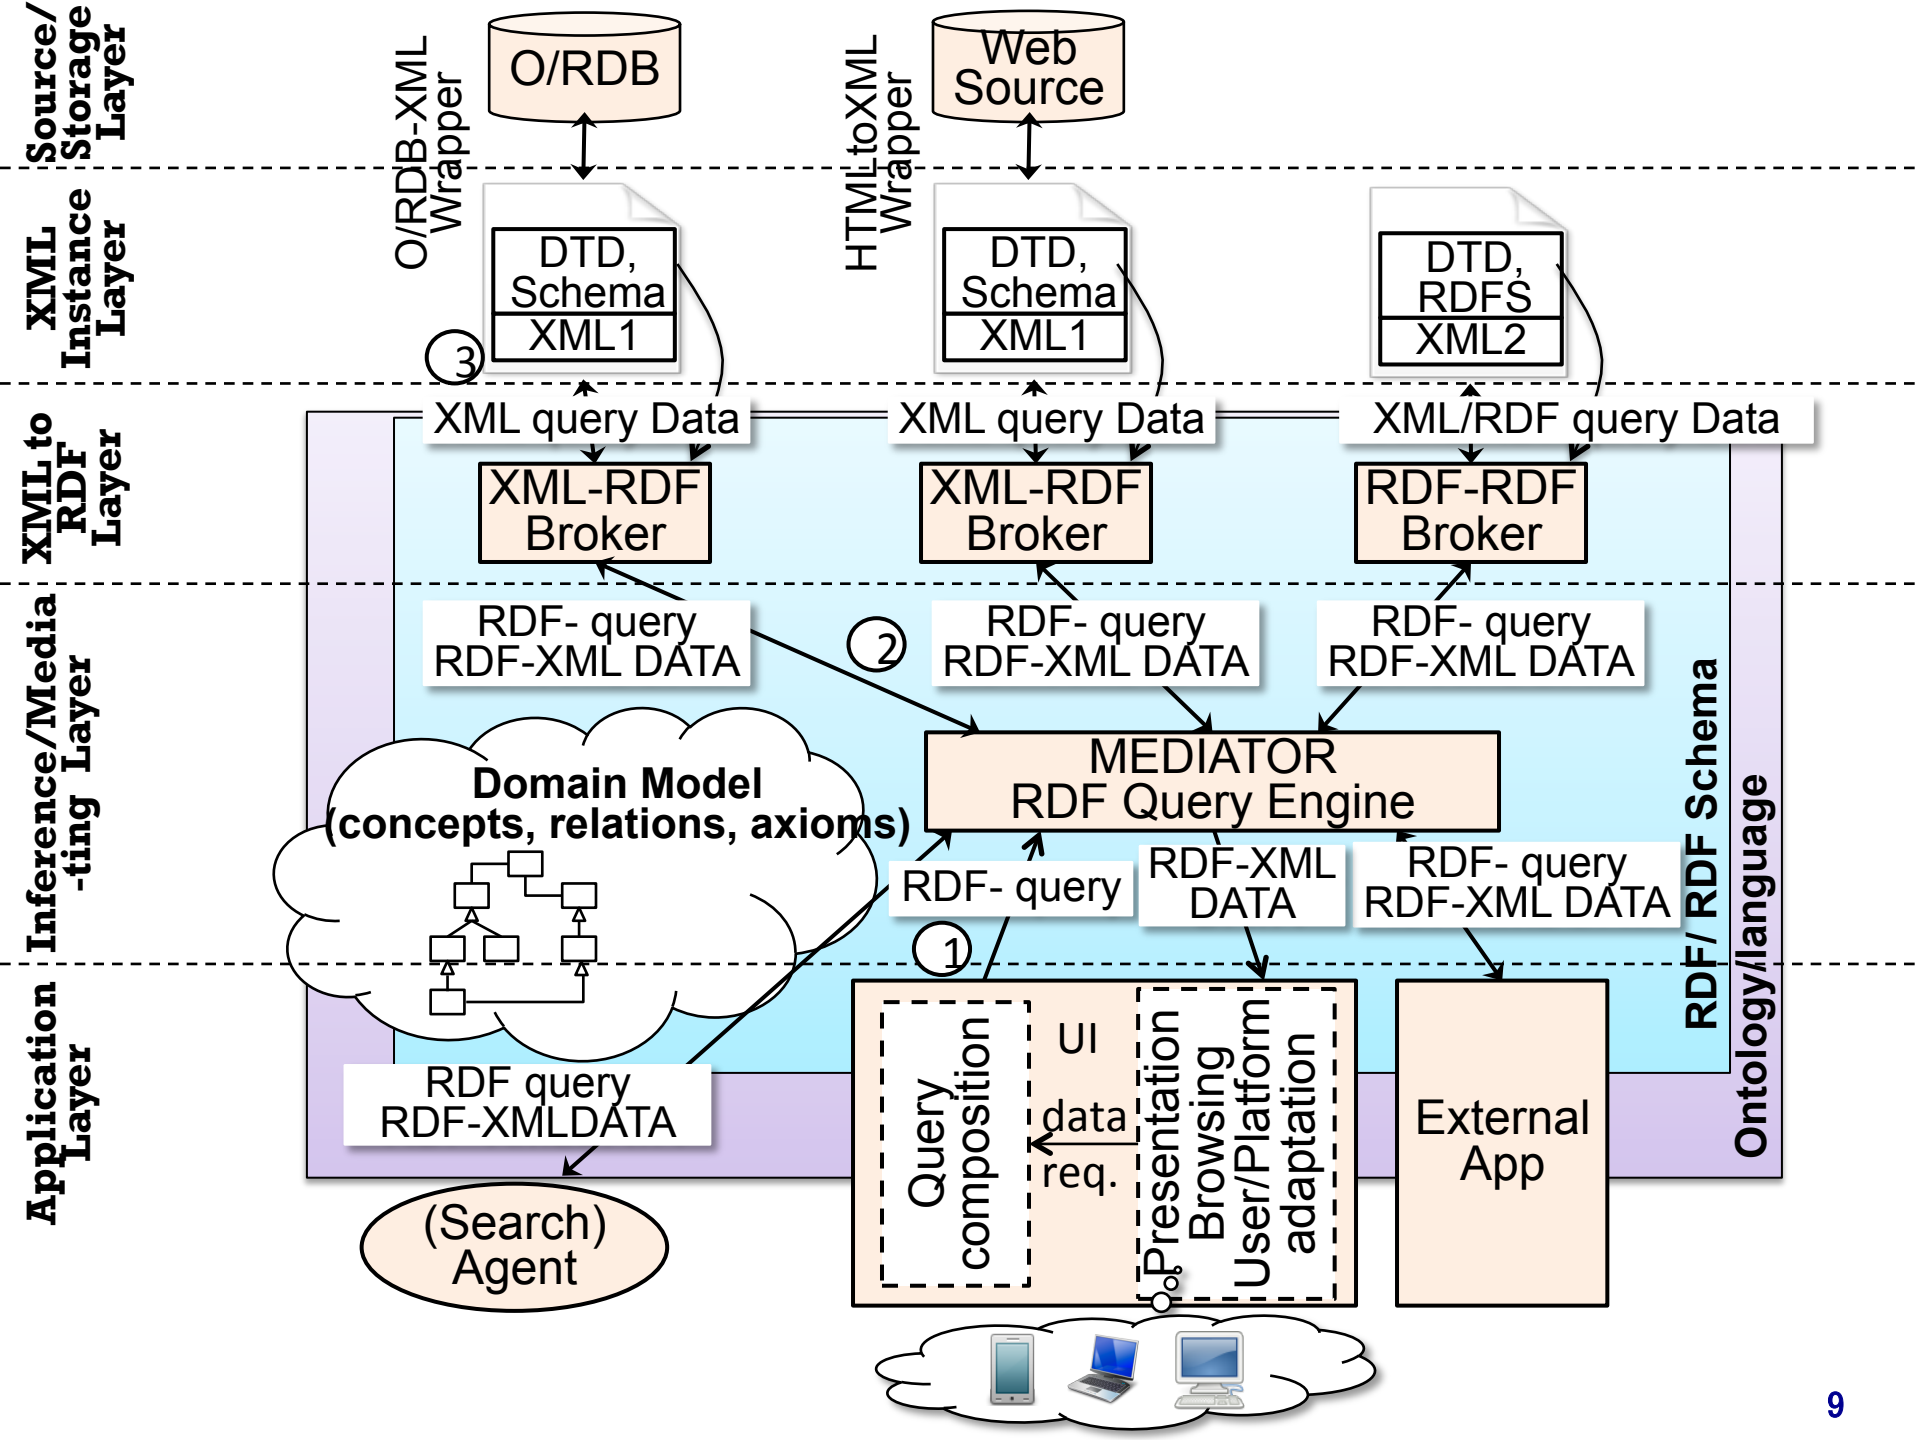 Source/
Storage
Layer
O/RDB-XML
Wrapper
O/RDB
HTMLtoXML
Wrapper
Web
Source
XML
Instance
Layer
DTD,
Schema
XML1
DTD,
Schema
XML1
DTD,
RDFS
XML2
3
XML to
RDF
Layer
XML query Data
XML query Data
XML/RDF query Data
XML-RDF
Broker
XML-RDF
Broker
RDF-RDF
Broker
Inference/Media
-ting Layer
RDF- query
RDF-XML DATA
2
RDF- query
RDF-XML DATA
RDF- query
RDF-XML DATA
MEDIATOR
RDF Query Engine
Domain Model
(concepts, relations, axioms)
RDF- query
RDF-XML
DATA
RDF- query
RDF-XML DATA
1
RDF/ RDF Schema
Ontology/language
Application
Layer
RDF query
RDF-XMLDATA
(Search)
Agent
Query
composition
UI
data
req.
Presentation
Browsing
User/Platform
adaptation
External
App
9